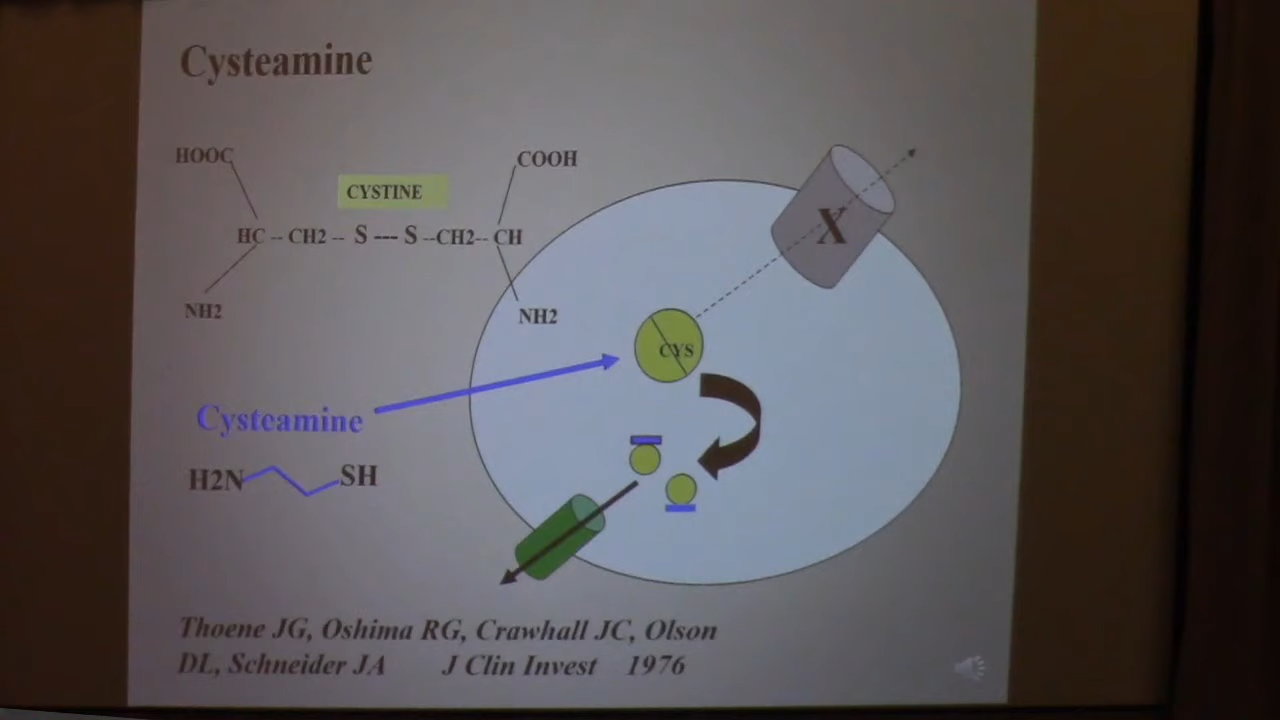 Cysteamine
HOOC
COOH
CYSTINE
HC -- CH2 -- S --- S --CH2-- CH
NH2
NH2
X
CYS
Cysteamine
H2N SH
Thoene JG, Oshima RG, Crawhall JC, Olson
DL, Schneider JA J Clin Invest 1976